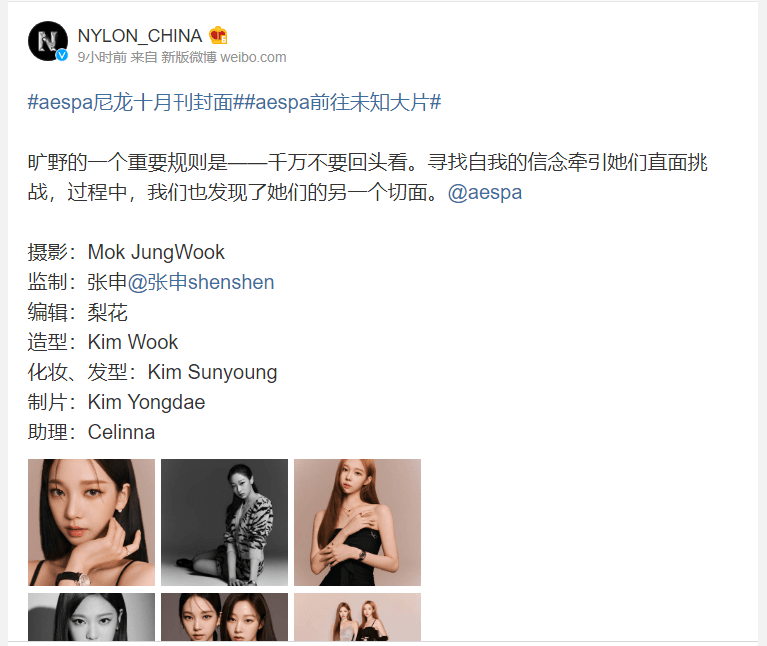 NYLON_CHINA
9小时前 来自 新版微博 weibo.com
#aespa尼龙十月刊封面##aespa前往未知大片#
旷野的一个重要规则是——千万不要回头看。寻找自我的信念牵引她们直面挑
战，过程中，我们也发现了她们的另一个切面。@aespa
摄影：Mok JungWook
监制：张申@张申shenshen
编辑：梨花
造型：Kim Wook
化妆、发型：Kim Sunyoung
制片：Kim Yongdae
助理：Celinna